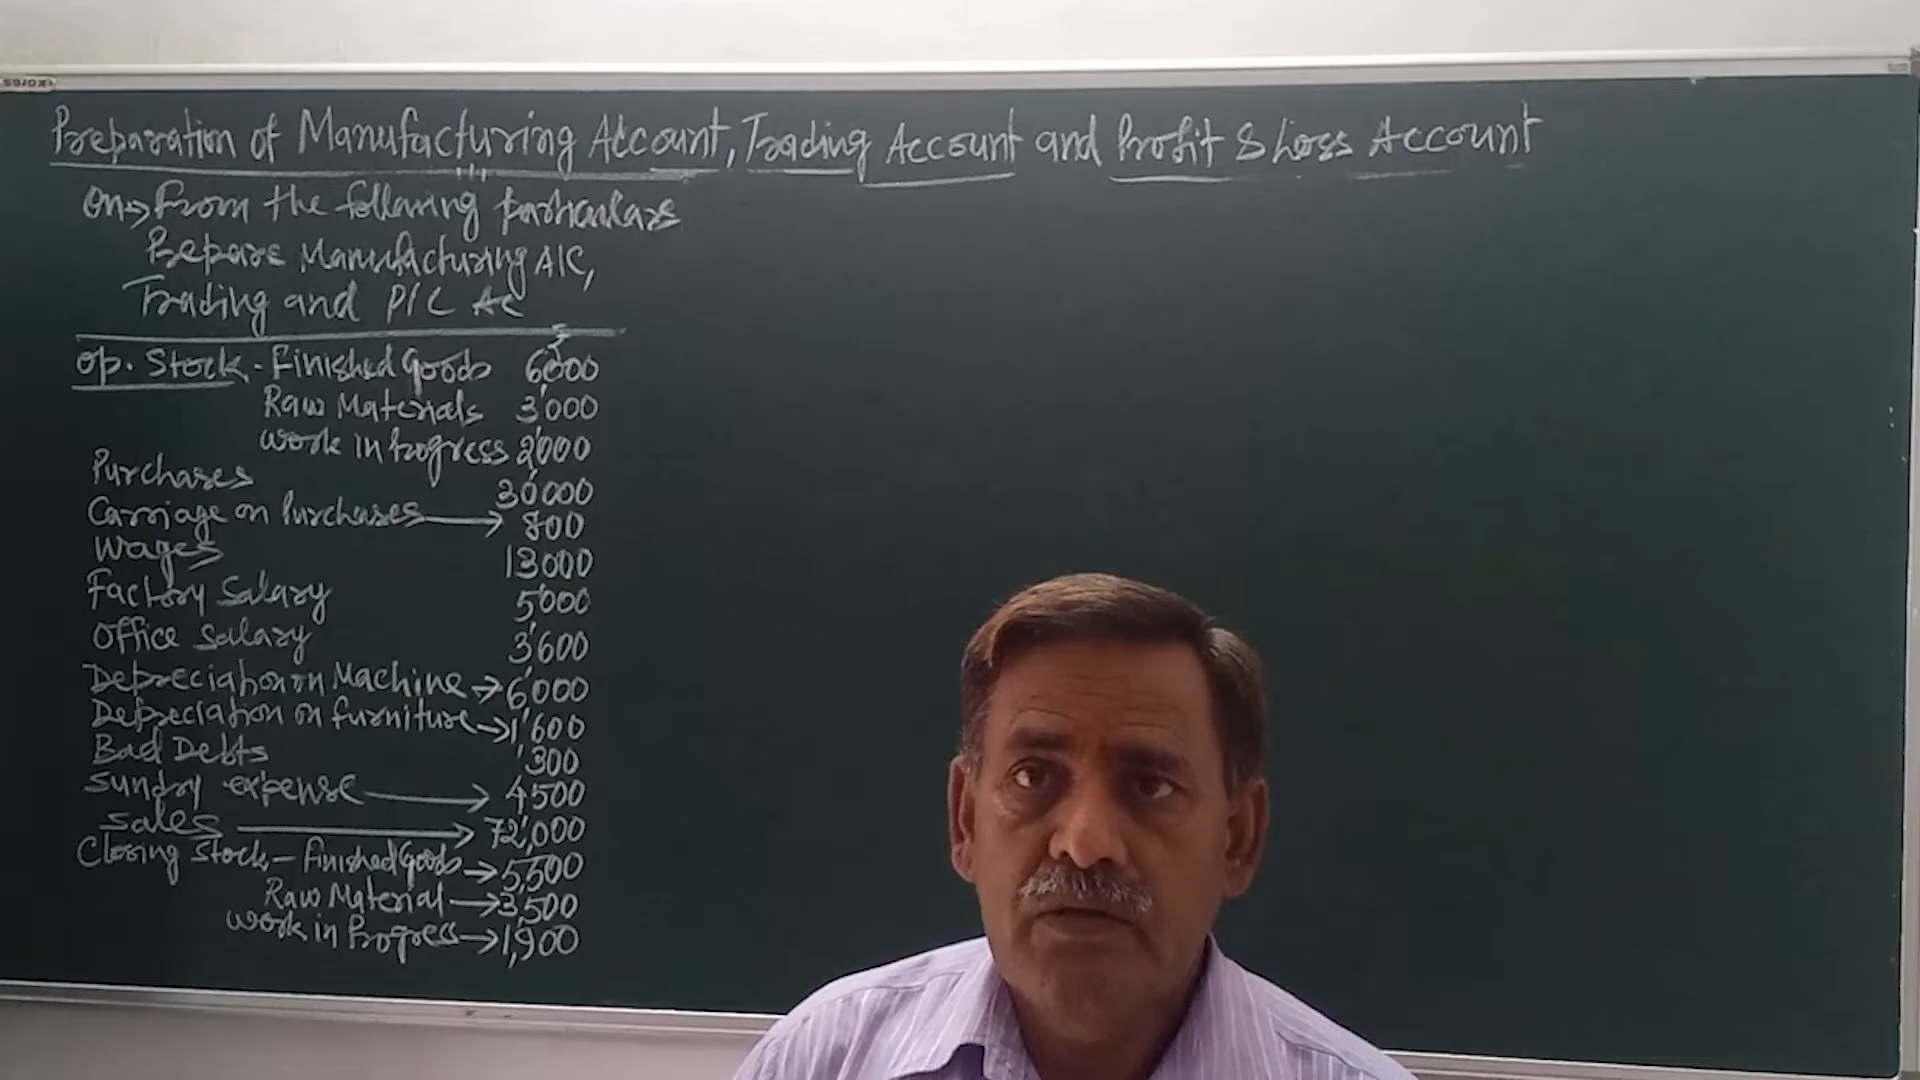 Preparation of Manufacturing Account, Trading Account and Profit & Loss Account
Qn→ From the following particulars
Prepare Manufacturing A/C,
Trading and P/L AC
Op. Stock - Finished Goods 6,000
Raw Materials 3,000
Work in Progress 2,000
Purchases 30,000
Carriage on Purchases → 800
Wages 13000
Factory Salary 5,000
Office Salary 3,600
Depreciation on Machine → 6,000
Depreciation on furniture → 1,600
Bad Debts 300
Sundry expense → 4,500
Sales → 72,000
Closing Stock - Finished Goods → 5,500
Raw Material → 3,500
Work in Progress → 1,900